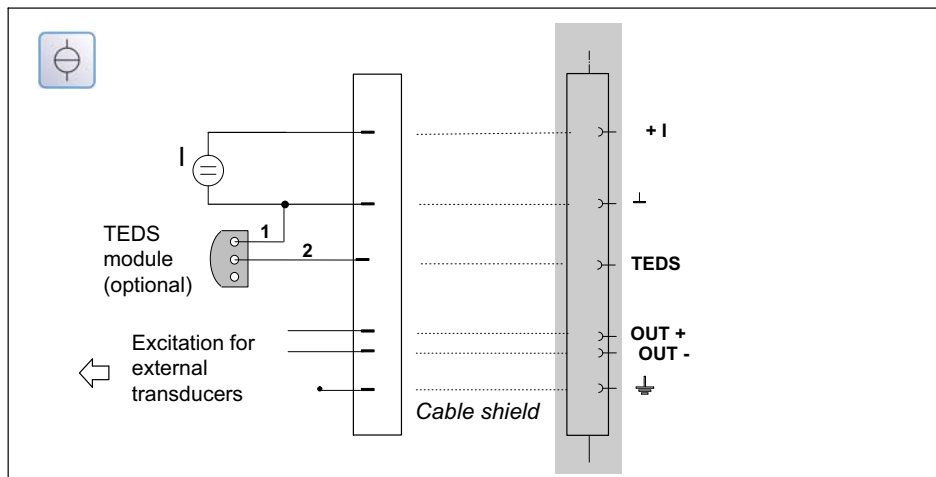 + I
I
⊥
1
TEDS
module
(optional)
2
TEDS
Excitation for
external
transducers
OUT +
OUT -
Cable shield